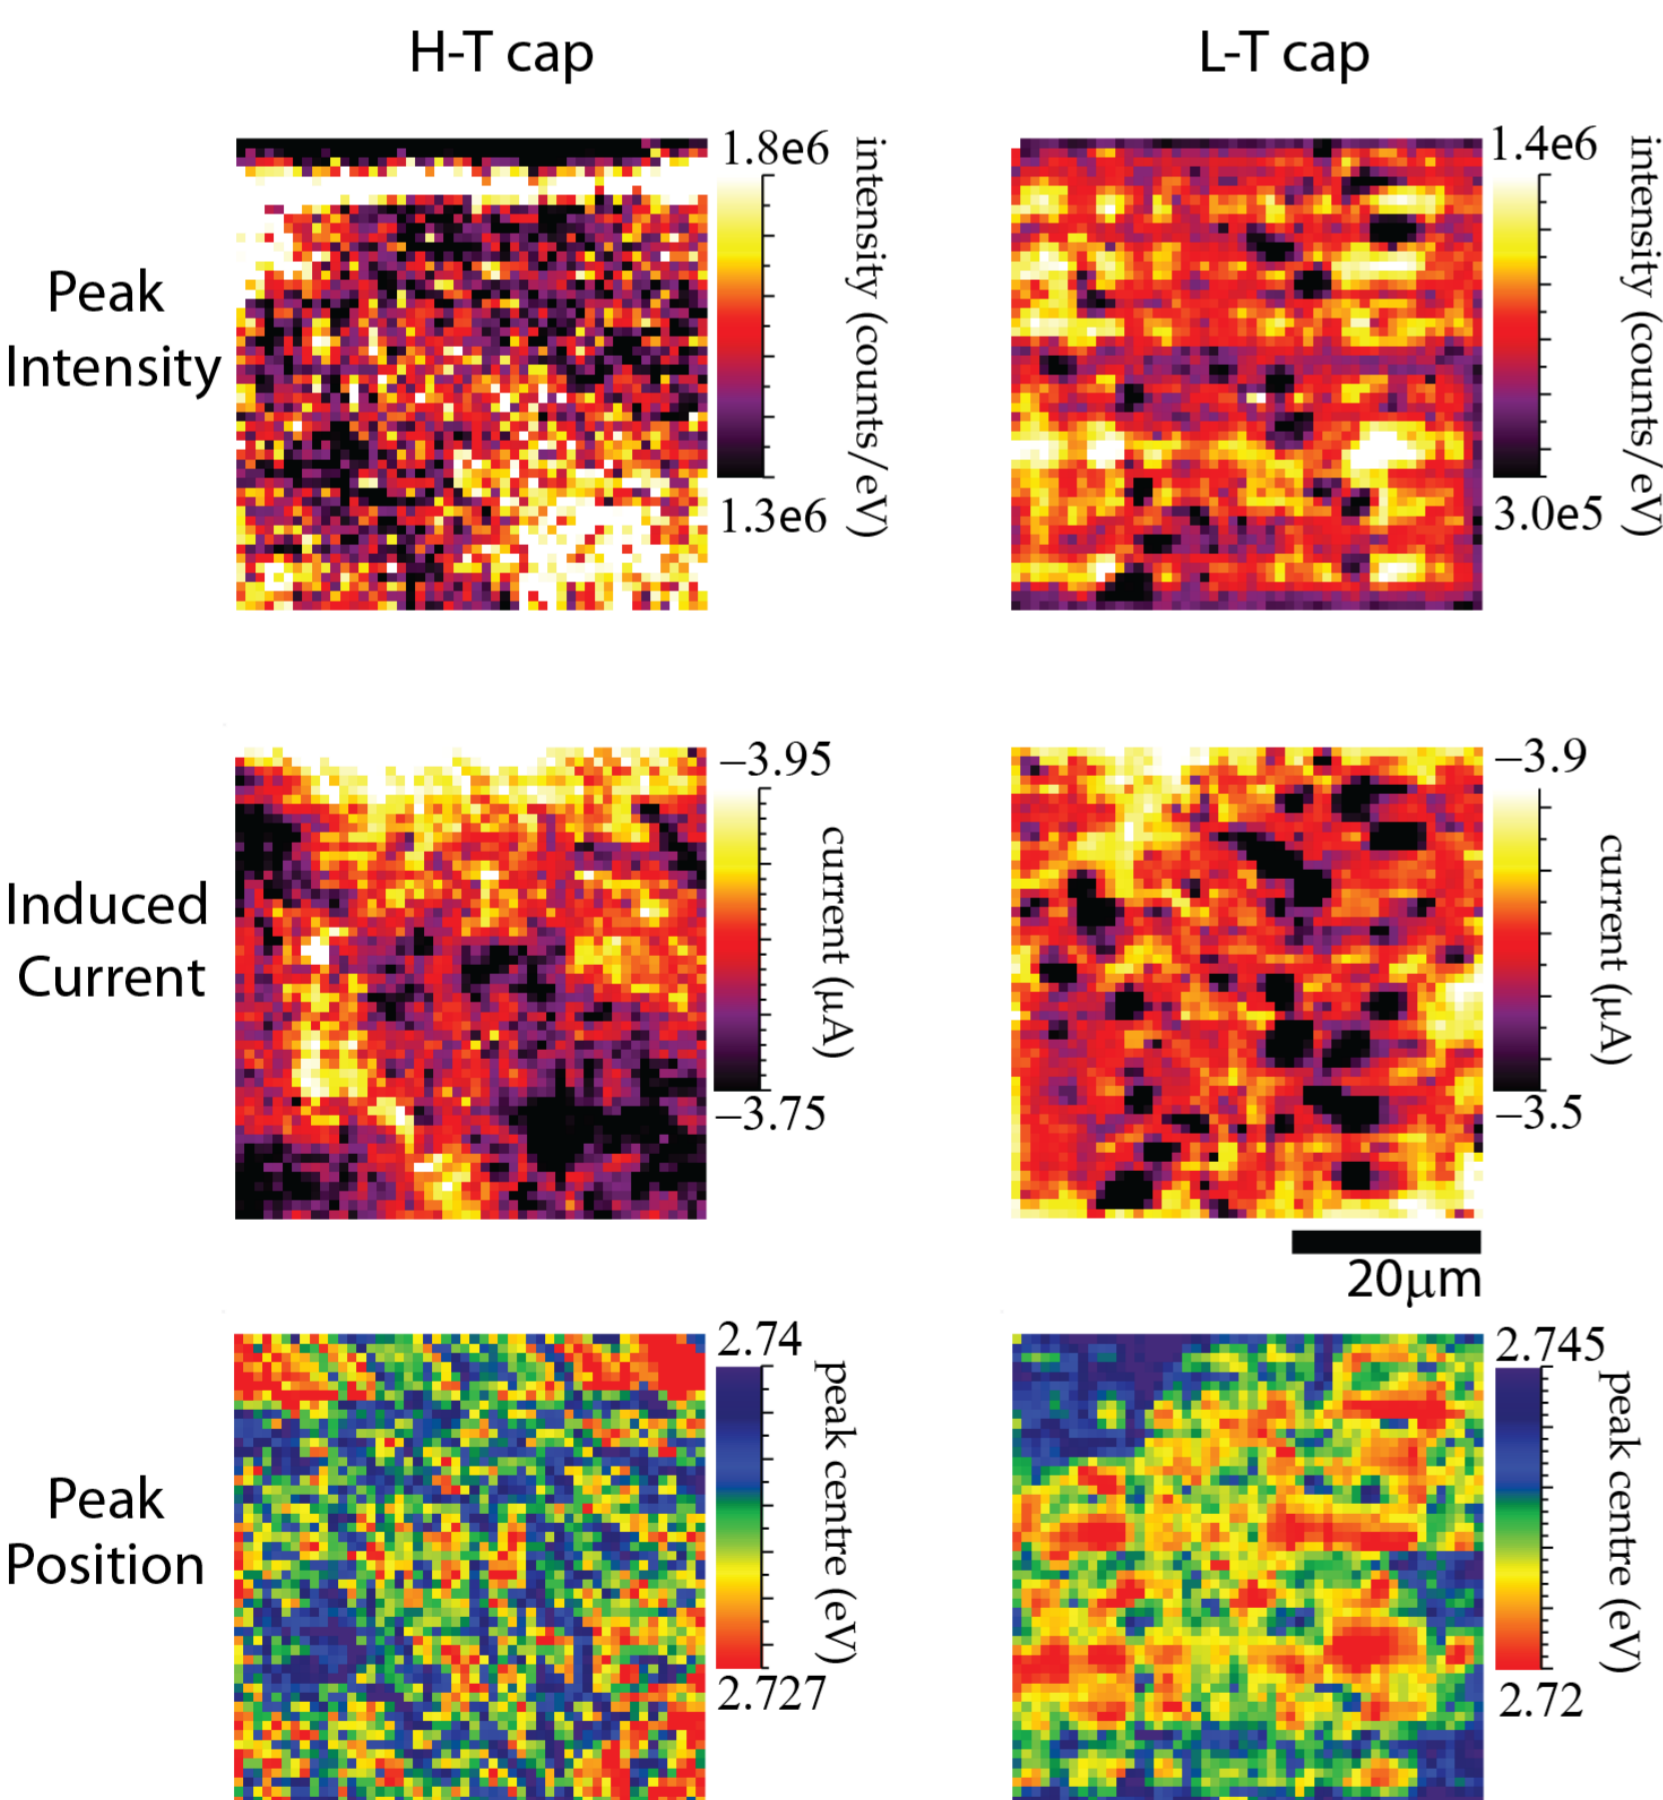 H-T cap
L-T cap
Peak
Intensity
1.8e6
1.3e6
intensity (counts/eV)
1.4e6
3.0e5
intensity (counts/eV)
Induced
Current
−3.95
−3.75
current (μA)
−3.9
−3.5
current (μA)
20μm
Peak
Position
2.74
2.727
peak centre (eV)
2.745
2.72
peak centre (eV)